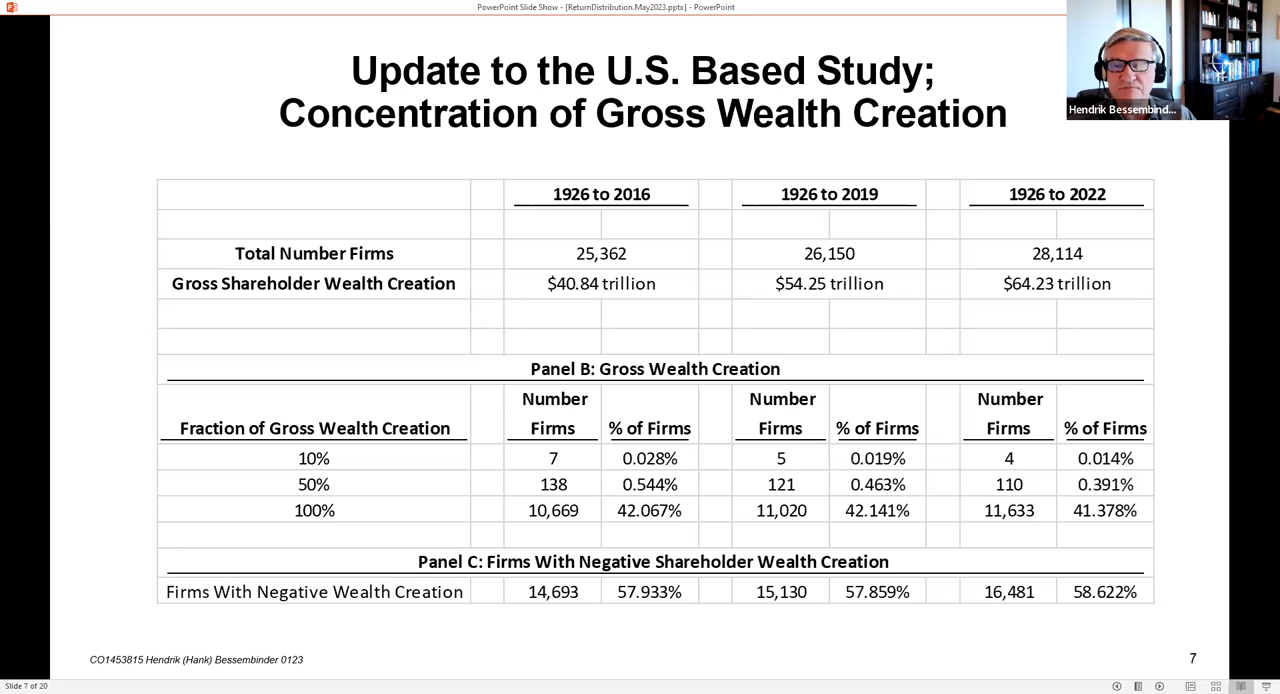 PowerPoint Slide Show - [ReturnDistribution.May2023.pptx] - PowerPoint
Hendrik Bessembind...
Update to the U.S. Based Study;
Concentration of Gross Wealth Creation
1926 to 2016 1926 to 2019 1926 to 2022
Total Number Firms 25,362 26,150 28,114
Gross Shareholder Wealth Creation $40.84 trillion $54.25 trillion $64.23 trillion
Panel B: Gross Wealth Creation
Number Number Number
Fraction of Gross Wealth Creation Firms % of Firms Firms % of Firms Firms % of Firms
10% 7 0.028% 5 0.019% 4 0.014%
50% 138 0.544% 121 0.463% 110 0.391%
100% 10,669 42.067% 11,020 42.141% 11,633 41.378%
Panel C: Firms With Negative Shareholder Wealth Creation
Firms With Negative Wealth Creation 14,693 57.933% 15,130 57.859% 16,481 58.622%
CO1453815 Hendrik (Hank) Bessembinder 0123
7
Slide 7 of 20